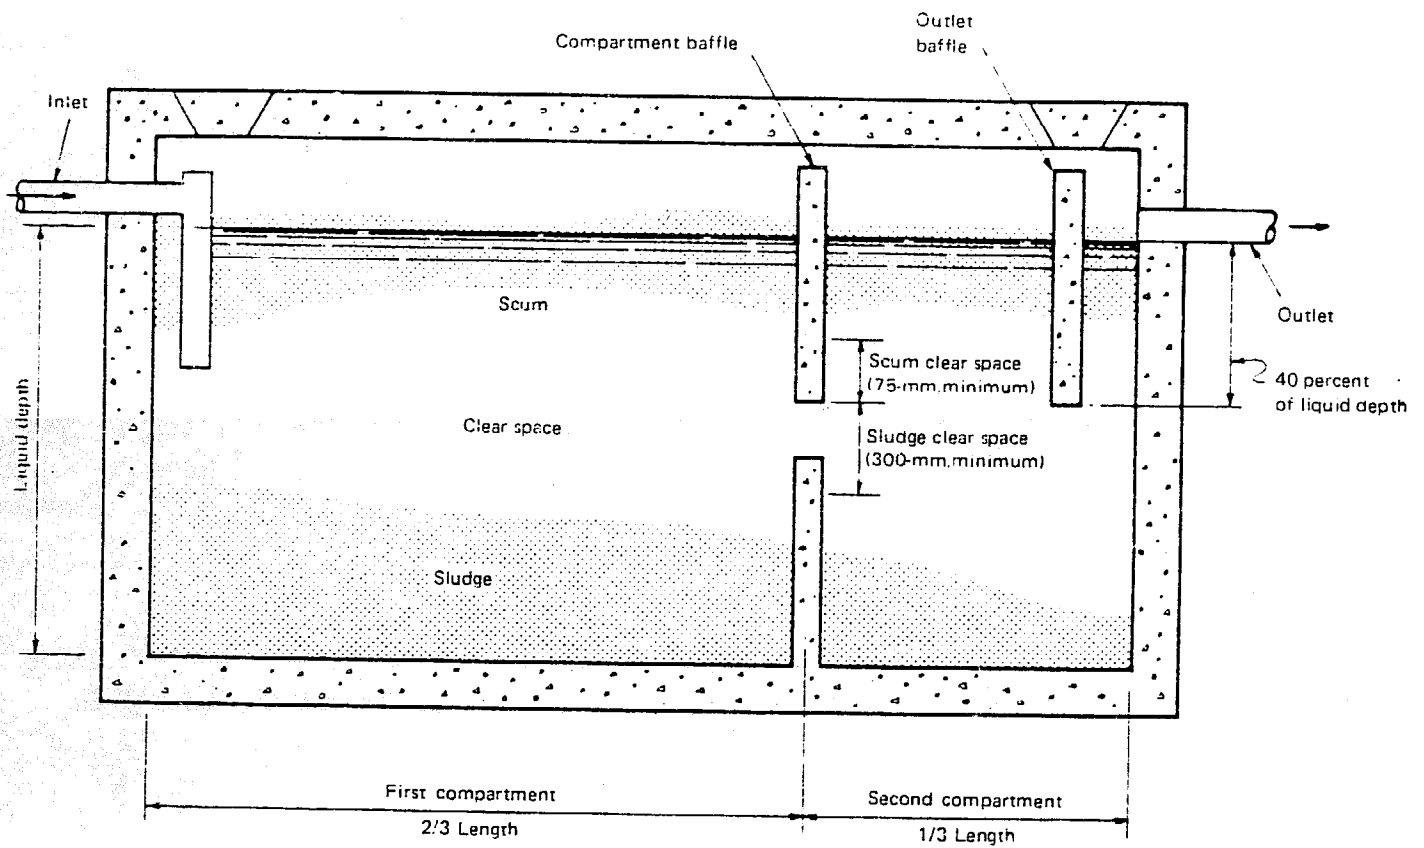 Outlet
baffle
Compartment baffle
Inlet
Scum
Outlet
Scum clear space
(75-mm.minimum)
40 percent
of liquid depth
Clear space
Sludge clear space
(300-mm.minimum)
Liquid depth
Sludge
First compartment
Second compartment
2/3 Length
1/3 Length